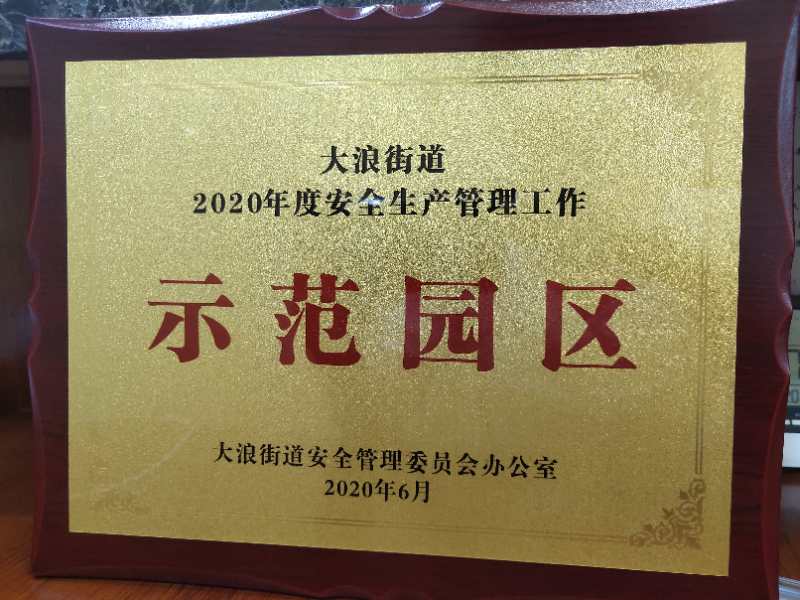 大浪街道
2020年度安全生产管理工作
示范园区
大浪街道安全管理委员会办公室
2020年6月